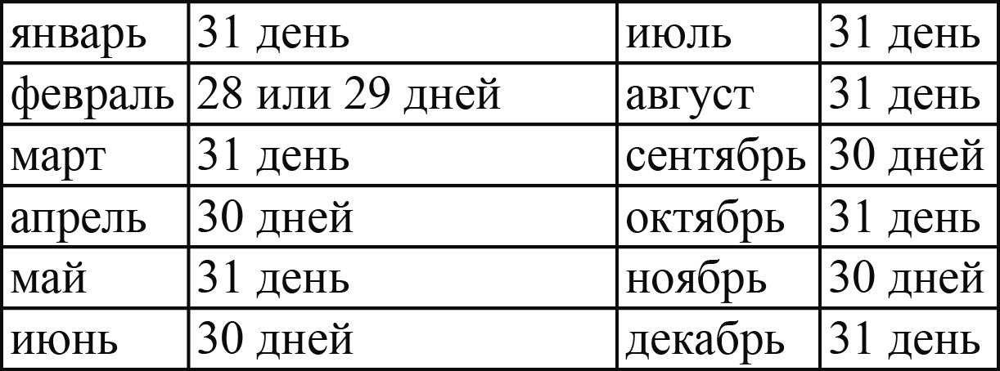 январь 31 день июль 31 день
февраль 28 или 29 дней август 31 день
март 31 день сентябрь 30 дней
апрель 30 дней октябрь 31 день
май 31 день ноябрь 30 дней
июнь 30 дней декабрь 31 день